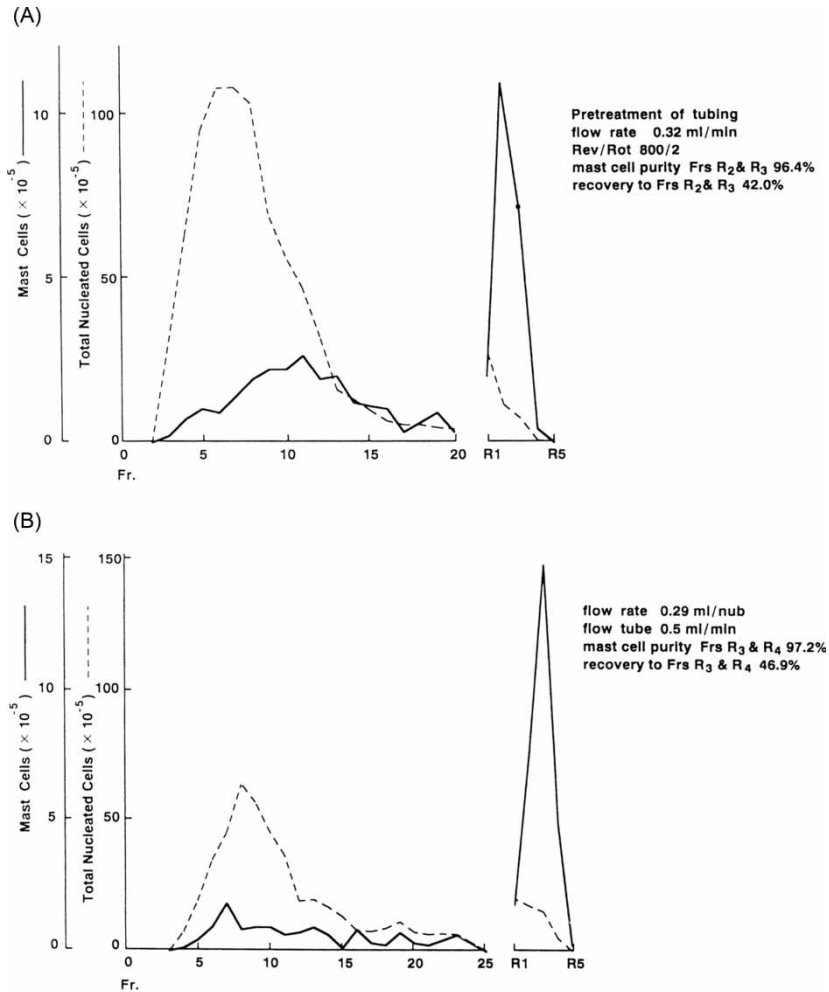 (A)
Mast Cells (× 10⁻⁵)
10
5
0
Total Nucleated Cells (× 10⁻⁵)
100
50
0
0 5 10 15 20
Fr.
R1 R5
Pretreatment of tubing
flow rate 0.32 ml/min
Rev/Rot 800/2
mast cell purity Frs R₂& R₃ 96.4%
recovery to Frs R₂& R₃ 42.0%
(B)
Mast Cells (× 10⁻⁵)
15
10
5
0
Total Nucleated Cells (× 10⁻⁵)
150
100
50
0
0 5 10 15 20 25
Fr.
R1 R5
flow rate 0.29 ml/nub
flow tube 0.5 ml/min
mast cell purity Frs R₃ & R₄ 97.2%
recovery to Frs R₃ & R₄ 46.9%